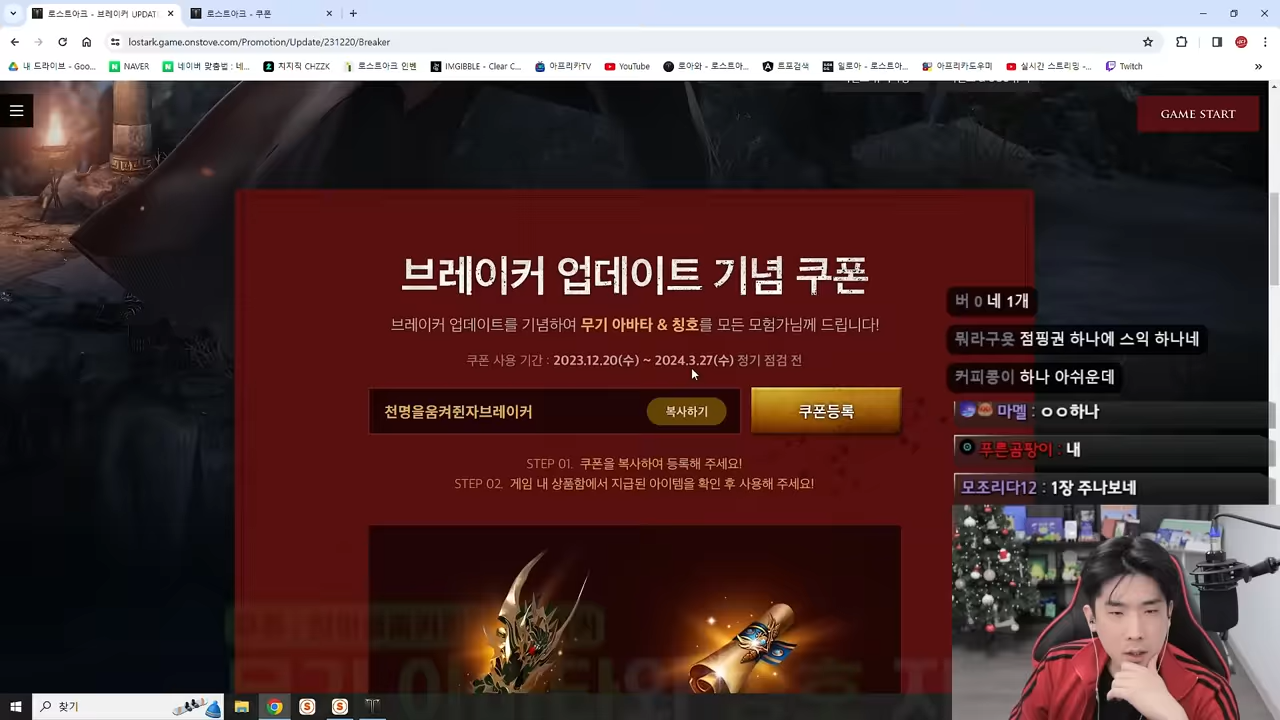 로스트아크 - 브레이커 UPDATE
로스트아크 - 쿠폰
lostark.game.onstove.com/Promotion/Update/231220/Breaker
내 드라이브 - Goo...
NAVER
네이버 맞춤법 : 네...
치지직 CHZZK
로스트아크 인벤
IMGIBBLE - Clear C...
아프리카TV
YouTube
로아와 - 로스트아...
트포검색
일로아 - 로스트아...
아프리카도우미
실시간 스트리밍 -...
Twitch
GAME START
브레이커 업데이트 기념 쿠폰
브레이커 업데이트를 기념하여 무기 아바타 & 칭호를 모든 모험가님께 드립니다!
쿠폰 사용 기간 : 2023.12.20(수) ~ 2024.3.27(수) 정기 점검 전
천명을움켜쥔자브레이커
복사하기
쿠폰등록
STEP 01. 쿠폰을 복사하여 등록해 주세요!
STEP 02. 게임 내 상품함에서 지급된 아이템을 확인 후 사용해 주세요!
버 0 네 1개
뭐라구욧 점핑권 하나에 스익 하나네
커피콩이 하나 아쉬운데
마멜 : ㅇㅇ하나
푸른곰팡이 : 내
모조리다12 : 1장 주나보네
찾기